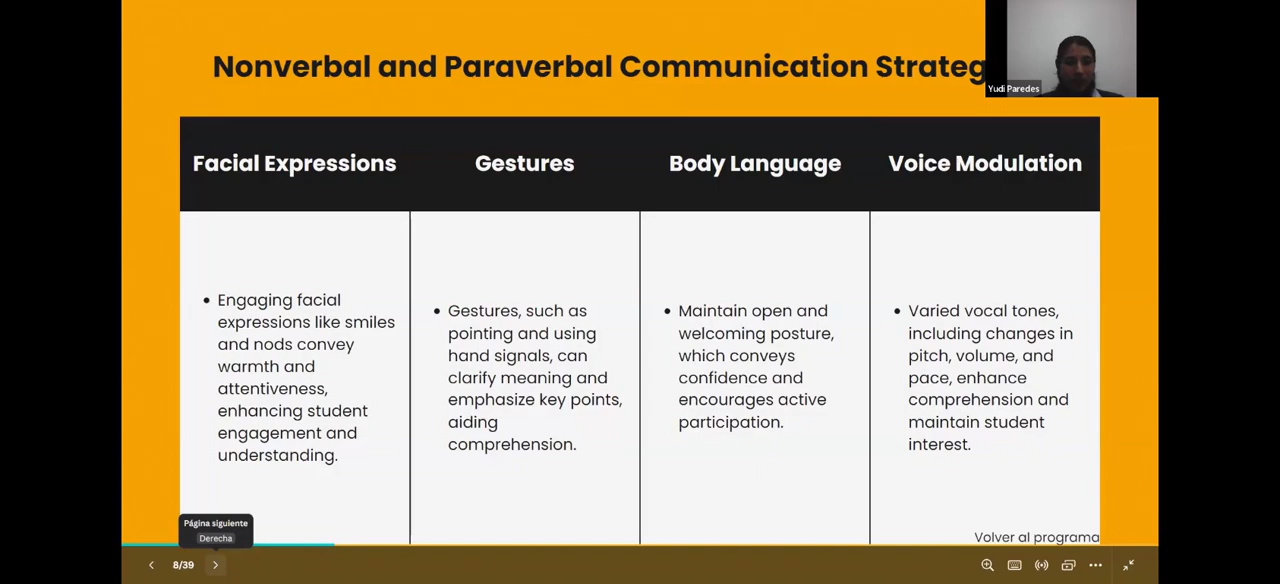 Nonverbal and Paraverbal Communication Strateg
Yudi Paredes
Facial Expressions
Gestures
Body Language
Voice Modulation
• Engaging facial
expressions like smiles
and nods convey
warmth and
attentiveness,
enhancing student
engagement and
understanding.
• Gestures, such as
pointing and using
hand signals, can
clarify meaning and
emphasize key points,
aiding
comprehension.
• Maintain open and
welcoming posture,
which conveys
confidence and
encourages active
participation.
• Varied vocal tones,
including changes in
pitch, volume, and
pace, enhance
comprehension and
maintain student
interest.
Página siguiente
Derecha
Volver al programa
8/39